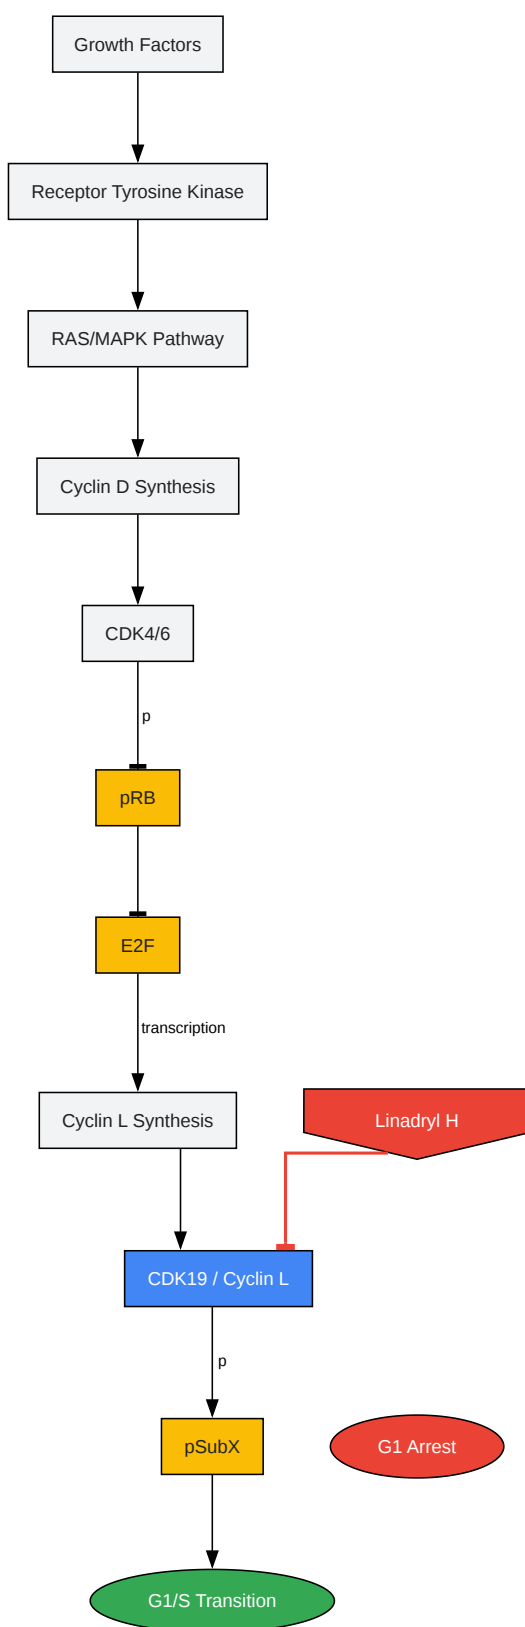 Growth Factors
Receptor Tyrosine Kinase
RAS/MAPK Pathway
Cyclin D Synthesis
CDK4/6
p
pRB
E2F
transcription
Cyclin L Synthesis
Linadryl H
CDK19 / Cyclin L
p
pSubX
G1 Arrest
G1/S Transition